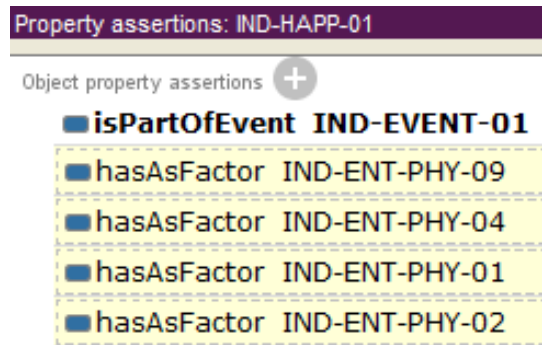 Property assertions: IND-HAPP-01
Object property assertions
isPartOfEvent IND-EVENT-01
hasAsFactor IND-ENT-PHY-09
hasAsFactor IND-ENT-PHY-04
hasAsFactor IND-ENT-PHY-01
hasAsFactor IND-ENT-PHY-02